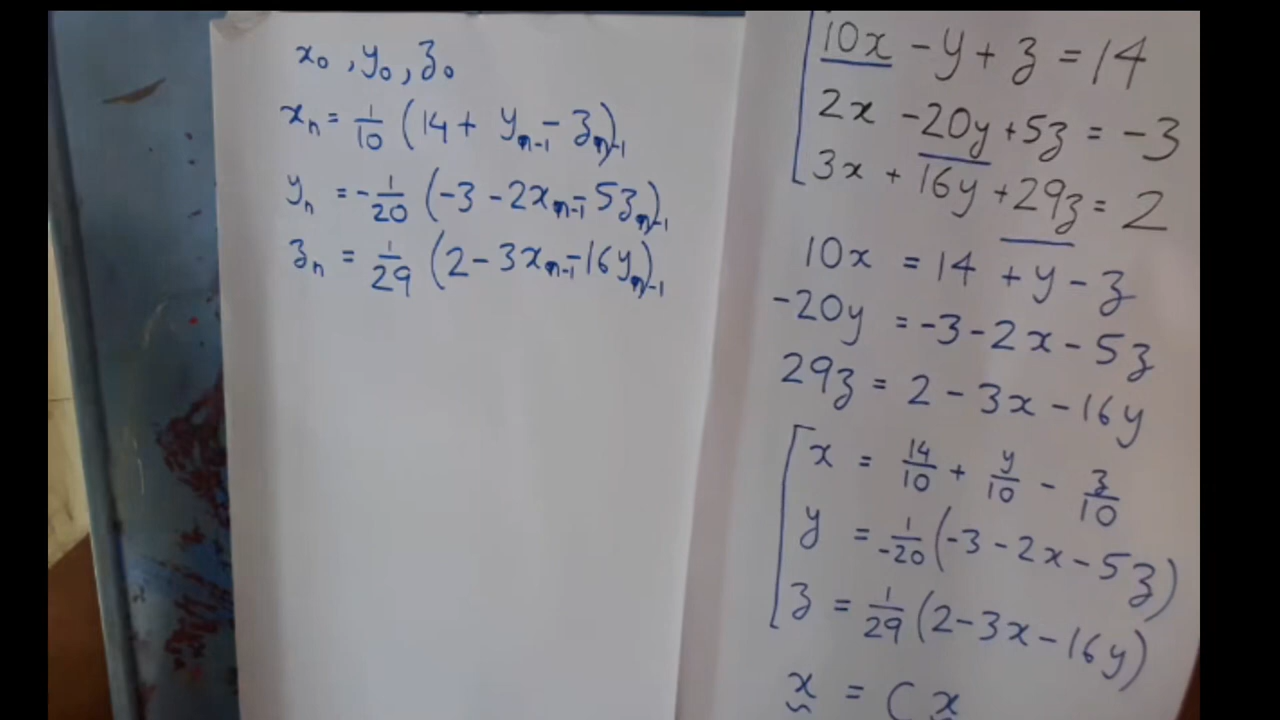 x₀ , y₀ , z₀
xₙ = 1/10 (14 + yₙ₋₁ - zₙ₋₁)
yₙ = -1/20 (-3 - 2xₙ₋₁ - 5zₙ₋₁)
zₙ = 1/29 (2 - 3xₙ₋₁ - 16yₙ₋₁)
10x - y + z = 14
2x - 20y + 5z = -3
3x + 16y + 29z = 2
10x = 14 + y - z
-20y = -3 - 2x - 5z
29z = 2 - 3x - 16y
x = 14/10 + y/10 - z/10
y = 1/-20 (-3 - 2x - 5z)
z = 1/29 (2 - 3x - 16y)
x = C x